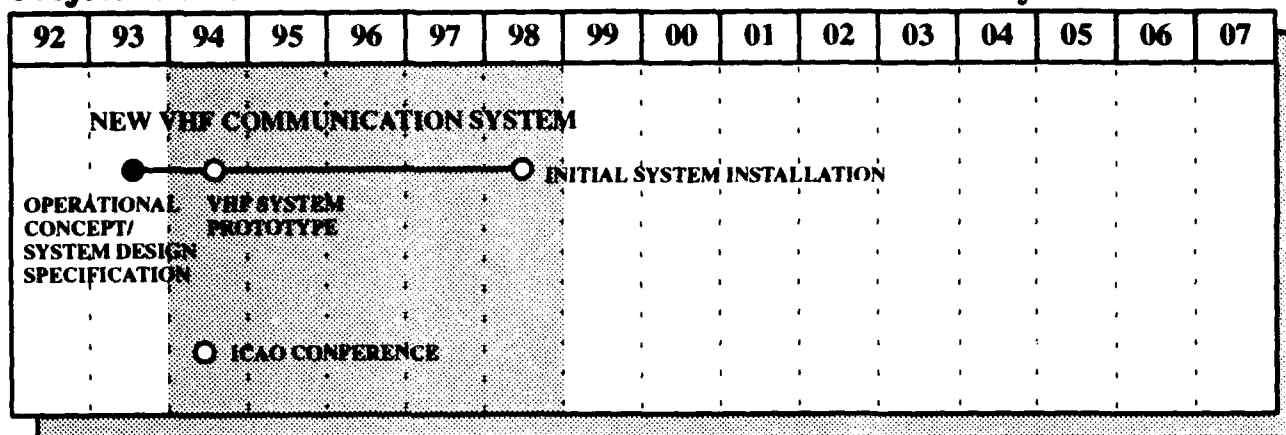 92 93 94 95 96 97 98 99 00 01 02 03 04 05 06 07
NEW VHF COMMUNICATION SYSTEM
INITIAL SYSTEM INSTALLATION
OPERATIONAL
CONCEPT/
SYSTEM DESIGN
SPECIFICATION
VHF SYSTEM
PROTOTYPE
ICAO CONFERENCE